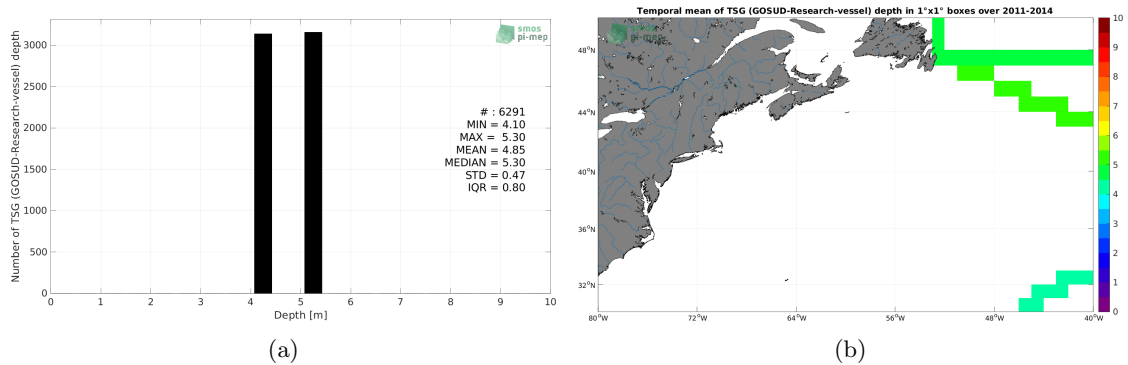 smos
pi-mep
3000
2500
2000
1500
1000
500
0
Number of TSG (GOSUD-Research-vessel) depth
# : 6291
MIN = 4.10
MAX = 5.30
MEAN = 4.85
MEDIAN = 5.30
STD = 0.47
IQR = 0.80
0 1 2 3 4 5 6 7 8 9 10
Depth [m]
(a)
Temporal mean of TSG (GOSUD-Research-vessel) depth in 1°x1° boxes over 2011-2014
smos
pi-mep
48°N
44°N
40°N
36°N
32°N
80°W 72°W 64°W 56°W 48°W 40°W
10
9
8
7
6
5
4
3
2
1
0
(b)